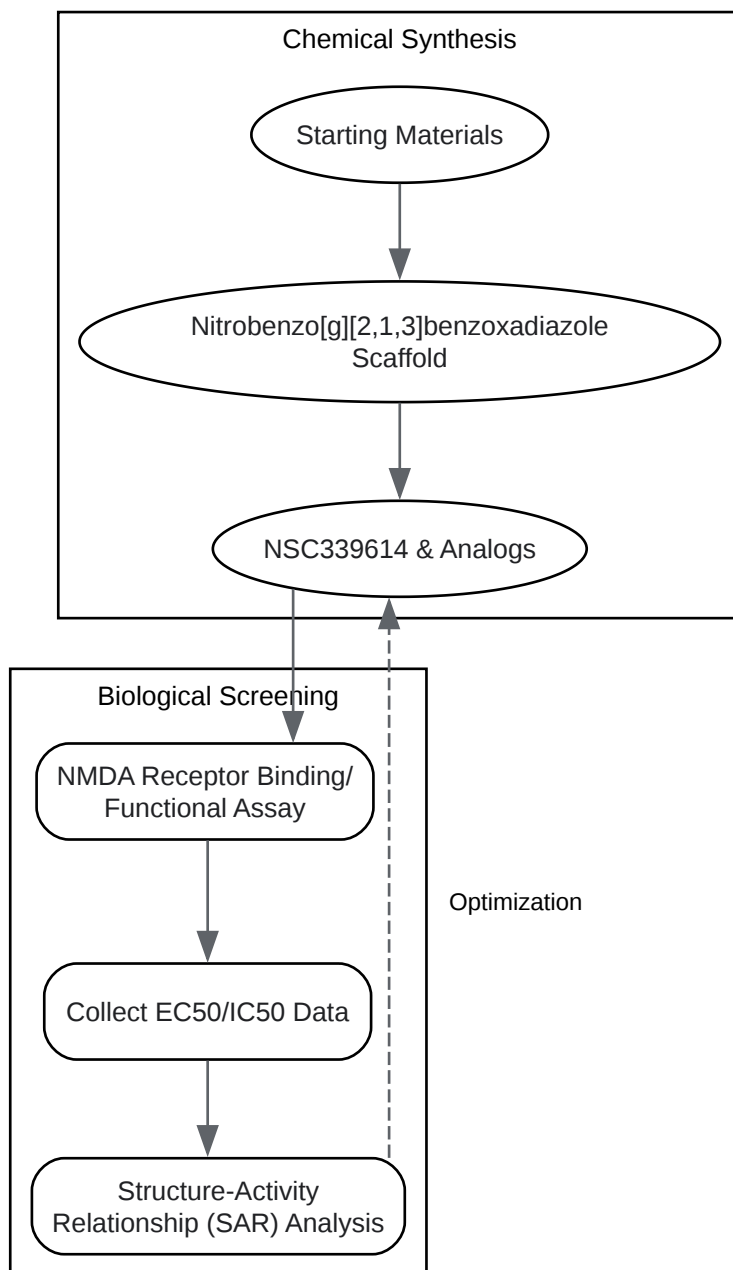 Chemical Synthesis
Starting Materials
Nitrobenzo[g][2,1,3]benzoxadiazole
Scaffold
NSC339614 & Analogs
Biological Screening
NMDA Receptor Binding/
Functional Assay
Optimization
Collect EC50/IC50 Data
Structure-Activity
Relationship (SAR) Analysis